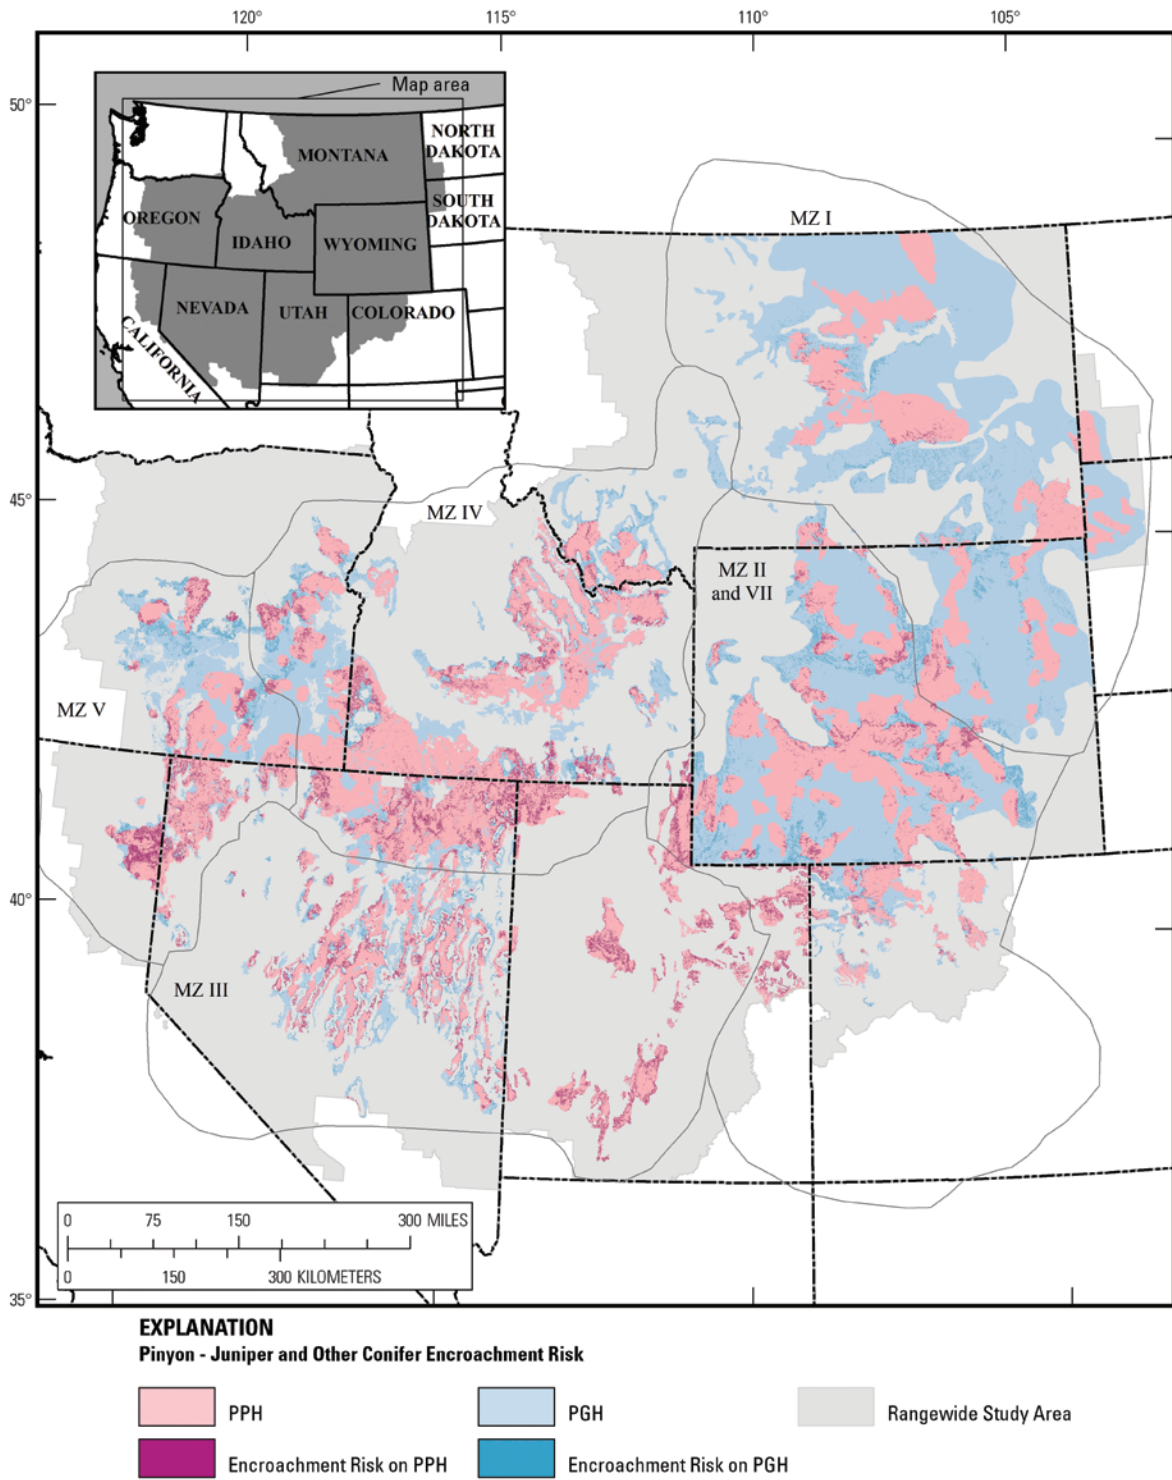 120°
115°
110°
105°
50°
Map area
NORTH
DAKOTA
MONTANA
SOUTH
DAKOTA
OREGON
IDAHO
WYOMING
NEVADA
UTAH
COLORADO
CALIFORNIA
MZ I
45°
MZ IV
MZ II
and VII
MZ V
40°
MZ III
0 75 150 300 MILES
0 150 300 KILOMETERS
35°
EXPLANATION
Pinyon - Juniper and Other Conifer Encroachment Risk
PPH
PGH
Rangewide Study Area
Encroachment Risk on PPH
Encroachment Risk on PGH